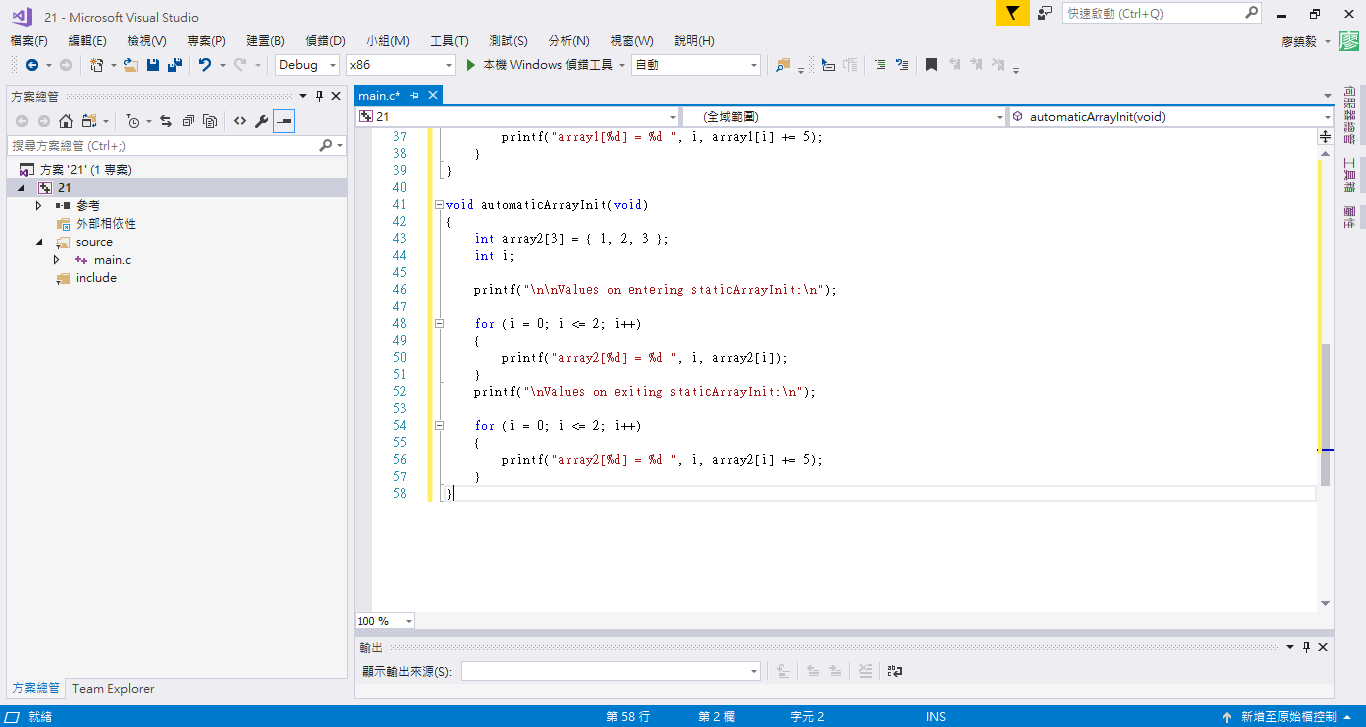 21 - Microsoft Visual Studio
快速啟動 (Ctrl+Q)
檔案(F) 編輯(E) 檢視(V) 專案(P) 建置(B) 偵錯(D) 小組(M) 工具(T) 測試(S) 分析(N) 視窗(W) 說明(H)
廖鎮毅
廖
Debug x86 本機 Windows 偵錯工具 自動
方案總管
搜尋方案總管 (Ctrl+;)
方案 '21' (1 專案)
21
參考
外部相依性
source
main.c
include
方案總管 Team Explorer
main.c*
21 (全域範圍) automaticArrayInit(void)
37 printf("array1[%d] = %d ", i, array1[i] += 5);
38 }
39 }
40
41 void automaticArrayInit(void)
42 {
43 int array2[3] = { 1, 2, 3 };
44 int i;
45
46 printf("\n\nValues on entering staticArrayInit:\n");
47
48 for (i = 0; i <= 2; i++)
49 {
50 printf("array2[%d] = %d ", i, array2[i]);
51 }
52 printf("\nValues on exiting staticArrayInit:\n");
53
54 for (i = 0; i <= 2; i++)
55 {
56 printf("array2[%d] = %d ", i, array2[i] += 5);
57 }
58 }
100 %
輸出
顯示輸出來源(S):
伺服器總管
工具箱
屬性
就緒 第 58 行 第 2 欄 字元 2 INS 新增至原始檔控制